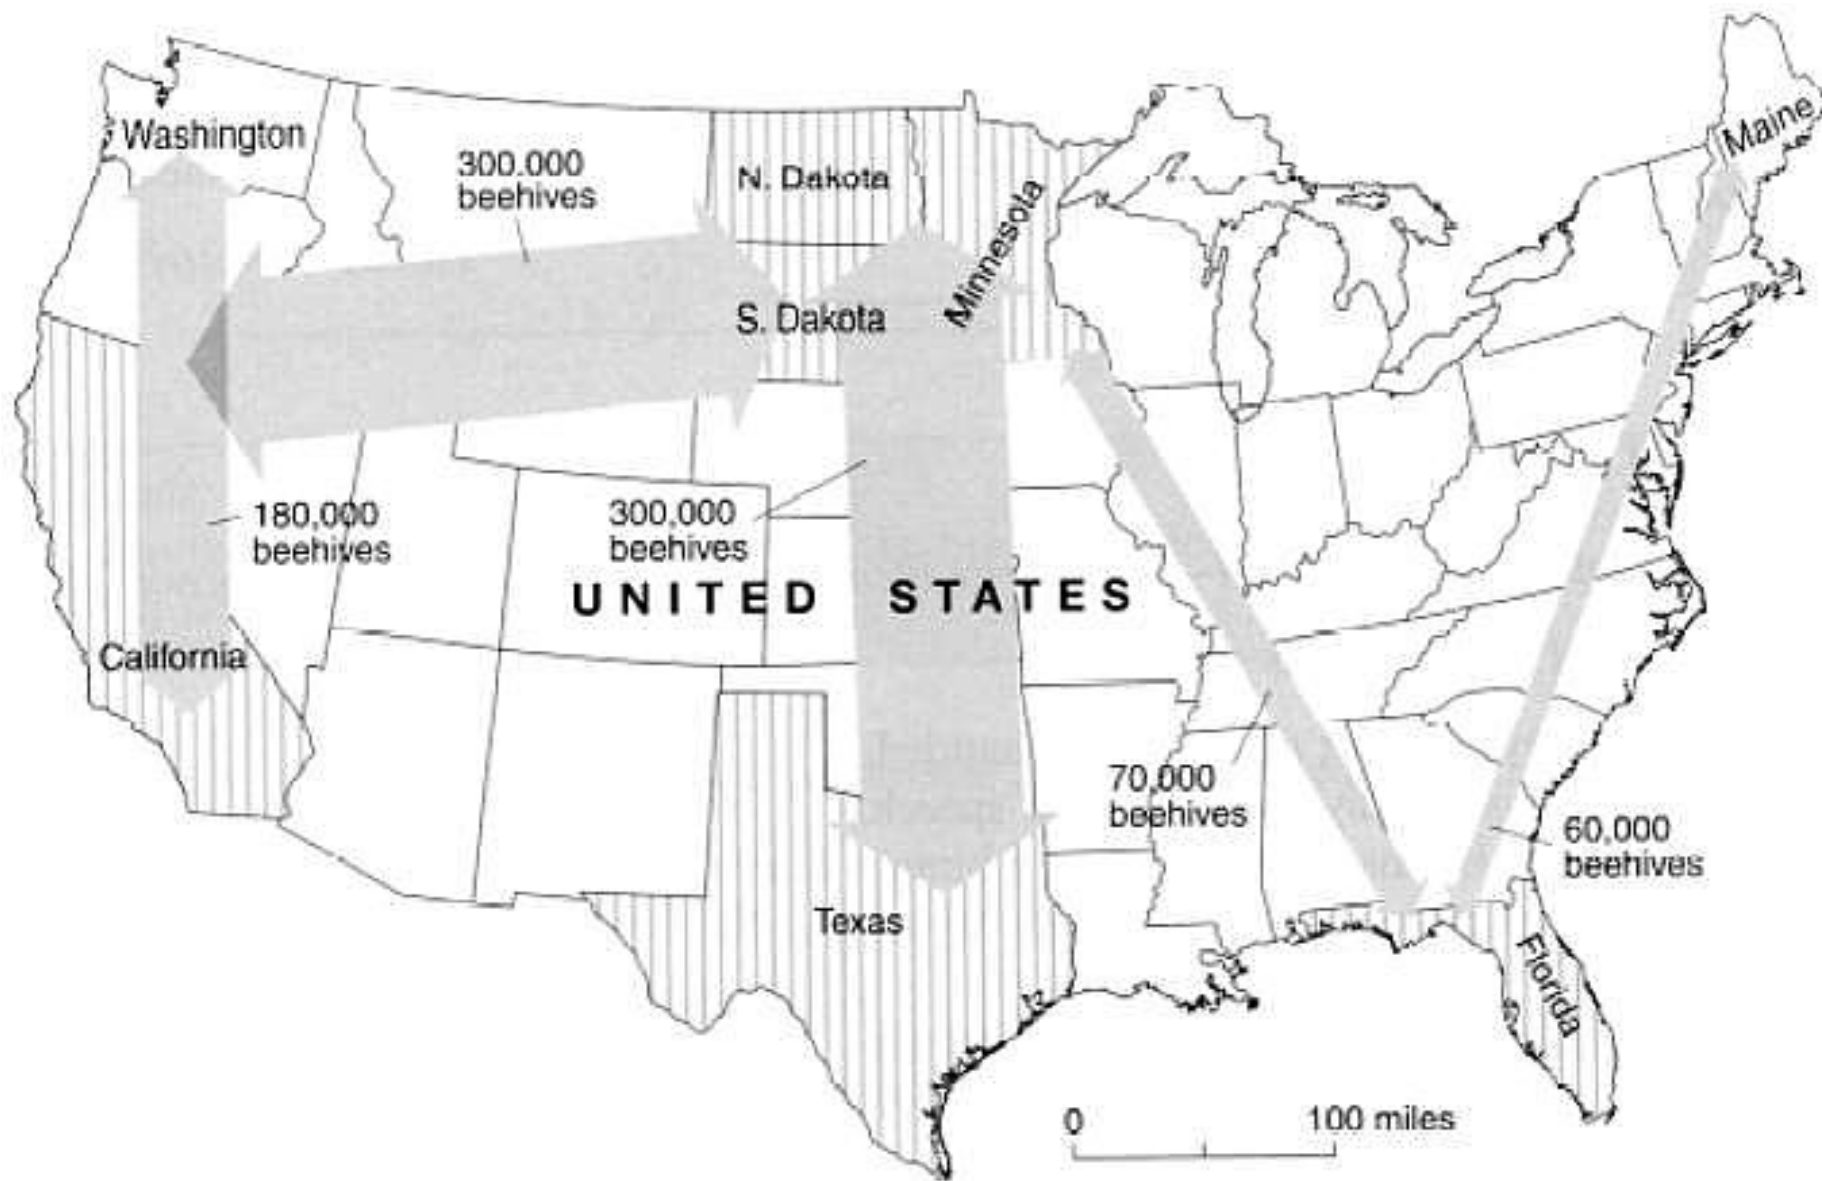 Washington
300.000
beehives
N. Dakota
Minnesota
Maine
S. Dakota
180,000
beehives
300,000
beehives
UNITED STATES
California
70,000
beehives
60,000
beehives
Texas
Florida
0 100 miles